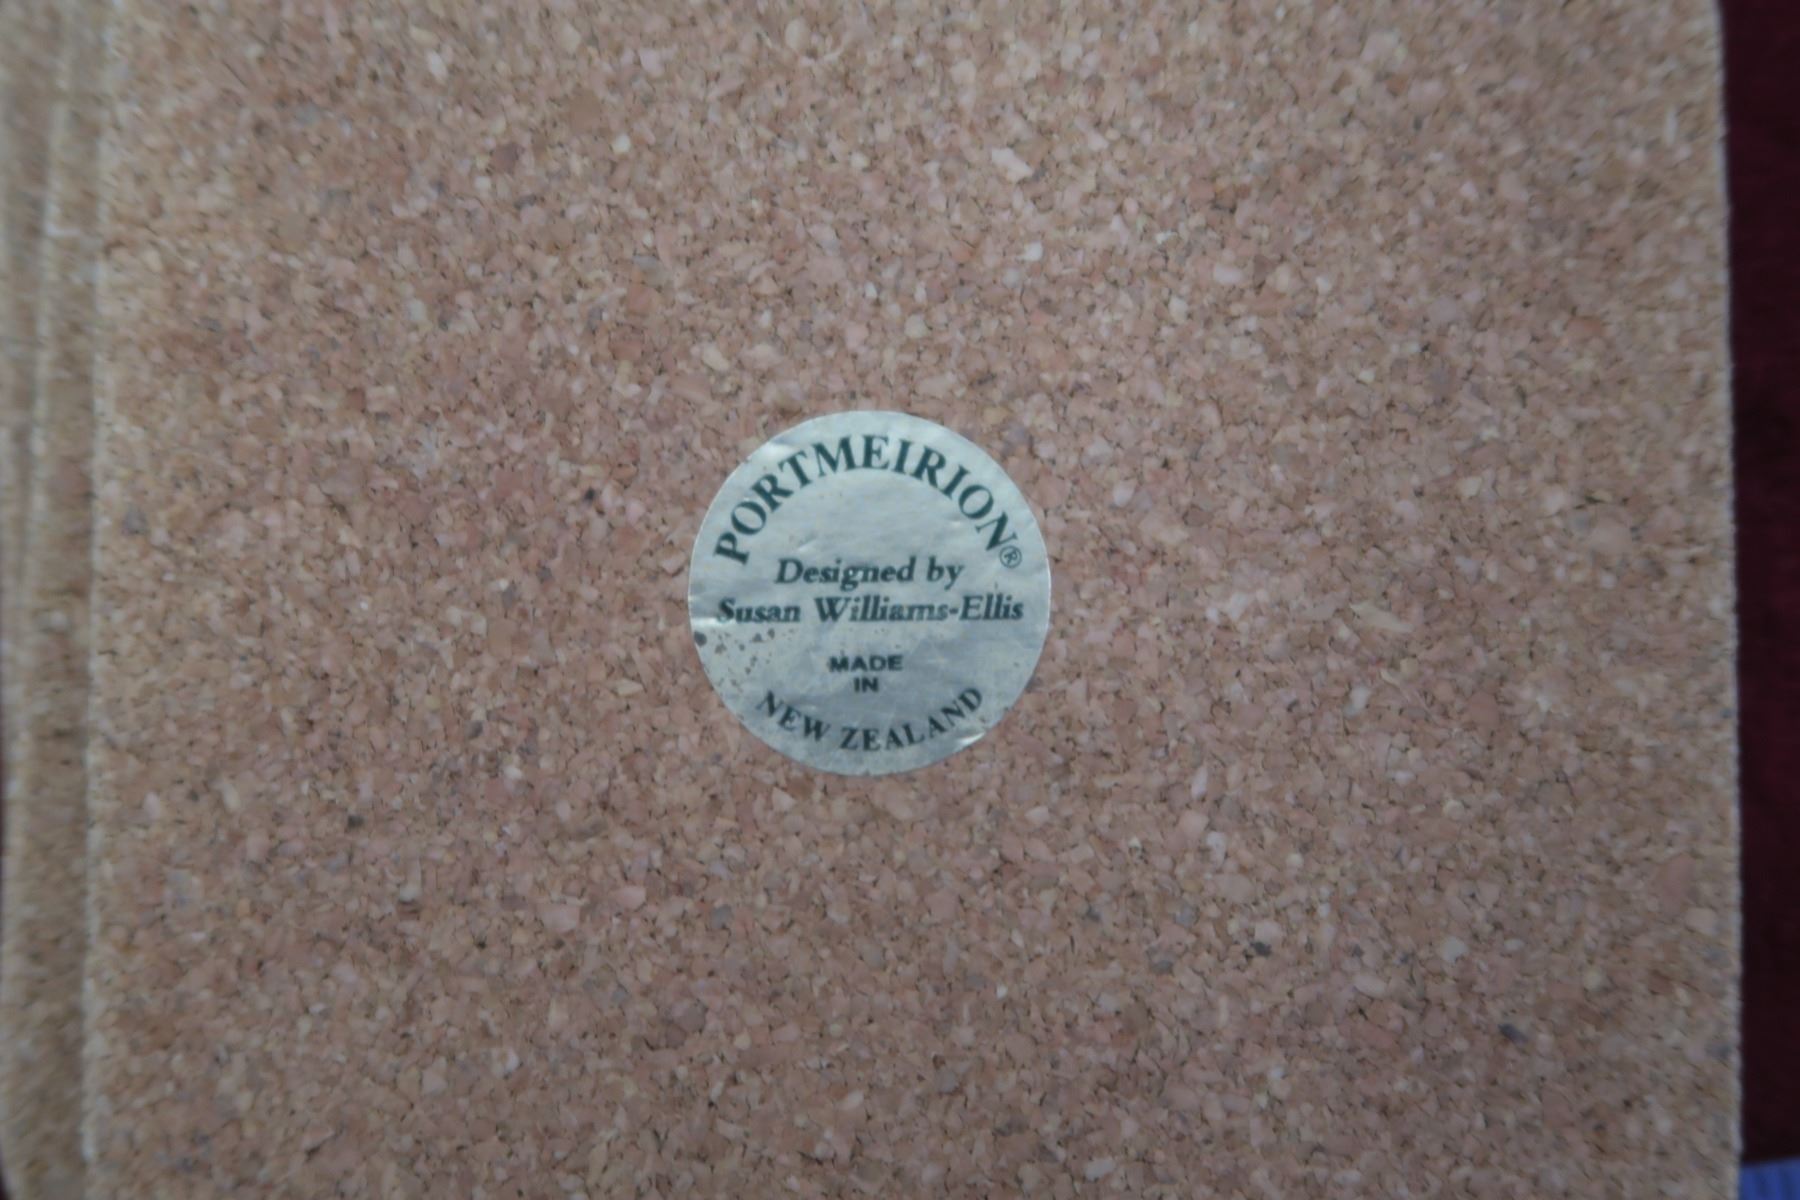 PORTMEIRION®
Designed by
Susan Williams-Ellis
MADE
IN
NEW ZEALAND